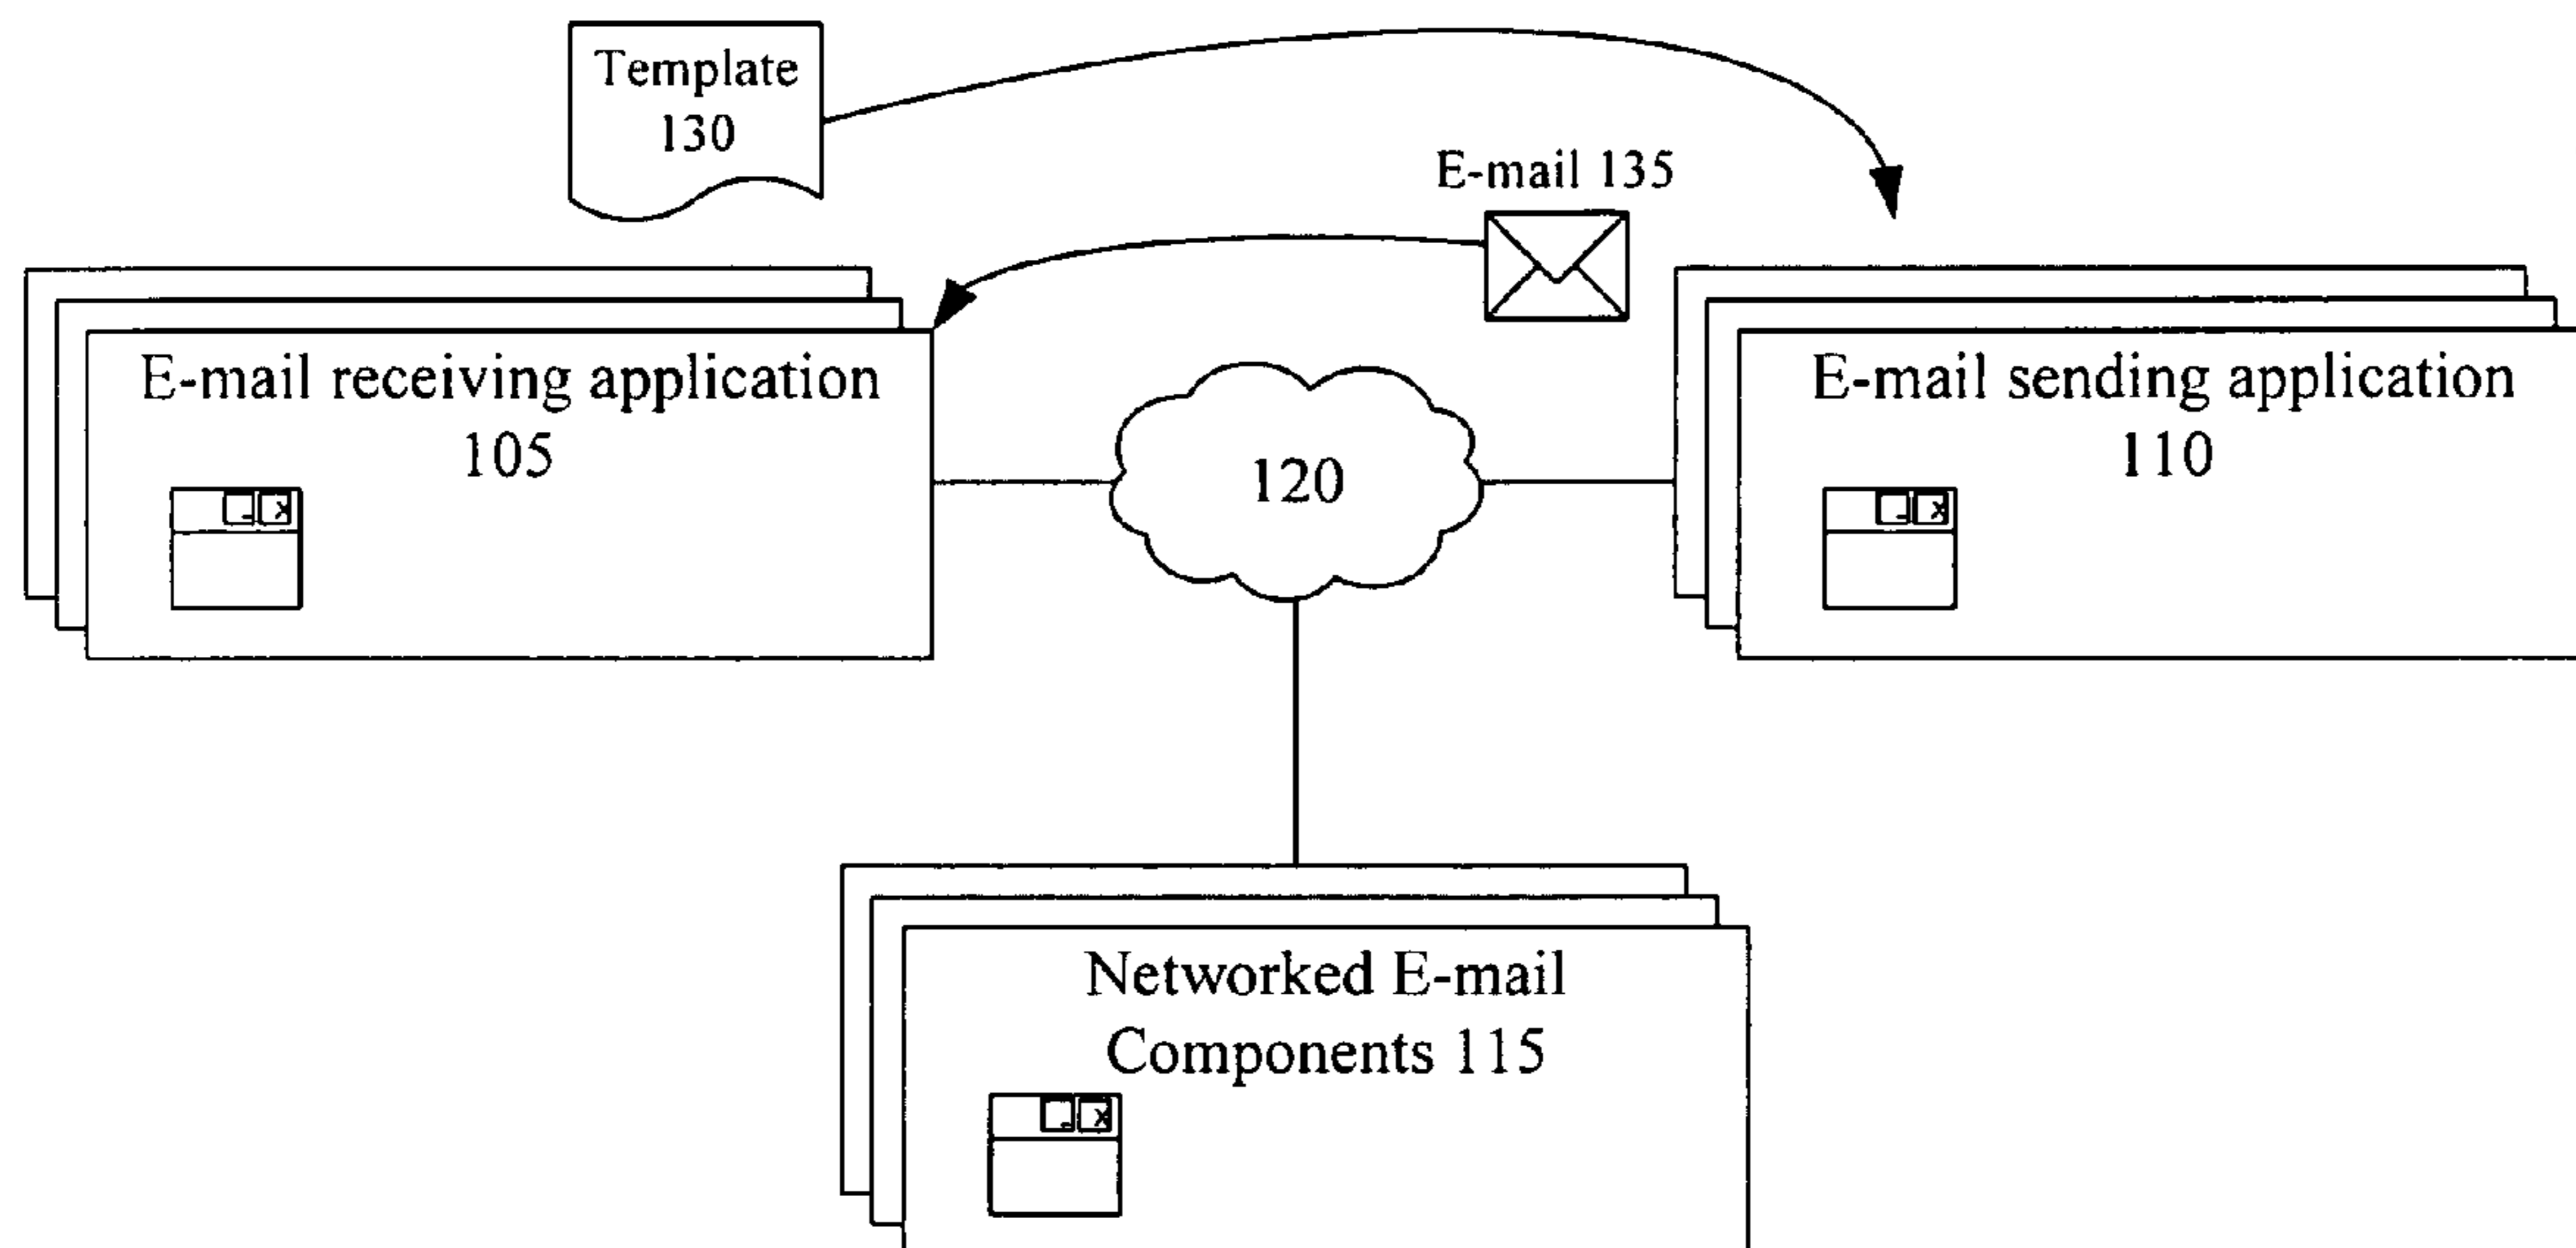 Template
130
E-mail 135
E-mail receiving application
105
120
E-mail sending application
110
Networked E-mail
Components 115